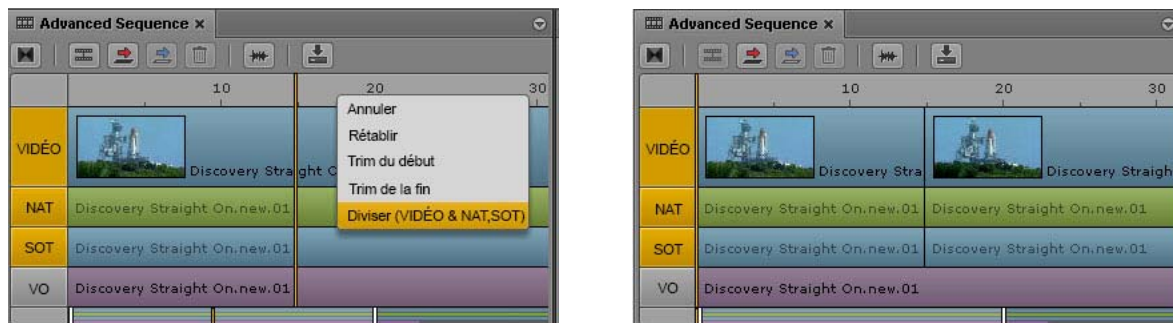 Advanced Sequence ×
10 20 30
VIDÉO
Discovery Straight O
NAT
Discovery Straight On.new.01
SOT
Discovery Straight On.new.01
VO
Discovery Straight On.new.01
Annuler
Rétablir
Trim du début
Trim de la fin
Diviser (VIDÉO & NAT,SOT)
Advanced Sequence ×
10 20 30
VIDÉO
Discovery Stra Discovery Straigh
NAT
Discovery Straight On.new.01 Discovery Straight On.new.01
SOT
Discovery Straight On.new.01 Discovery Straight On.new.01
VO
Discovery Straight On.new.01